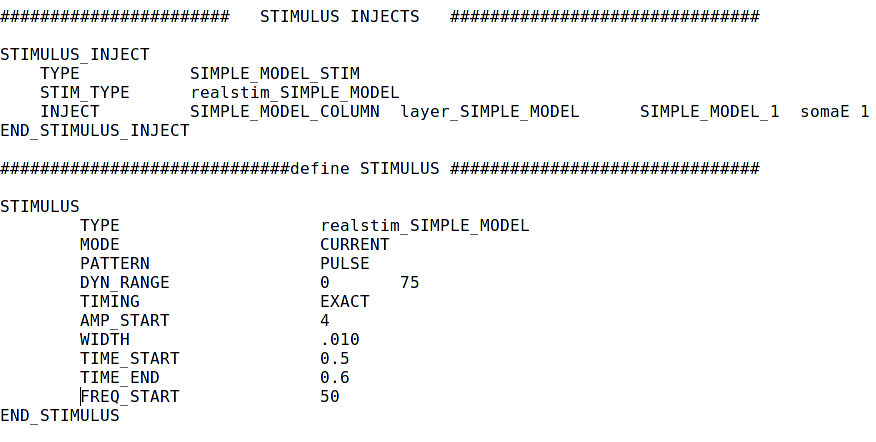 #######################   STIMULUS INJECTS   ###############################
STIMULUS_INJECT
    TYPE           SIMPLE_MODEL_STIM
    STIM_TYPE      realstim_SIMPLE_MODEL
    INJECT         SIMPLE_MODEL_COLUMN  layer_SIMPLE_MODEL      SIMPLE_MODEL_1  somaE 1
END_STIMULUS_INJECT
#############################define STIMULUS ###############################
STIMULUS
        TYPE                    realstim_SIMPLE_MODEL
        MODE                    CURRENT
        PATTERN                 PULSE
        DYN_RANGE               0       75
        TIMING                  EXACT
        AMP_START               4
        WIDTH                   .010
        TIME_START              0.5
        TIME_END                0.6
        FREQ_START              50
END_STIMULUS